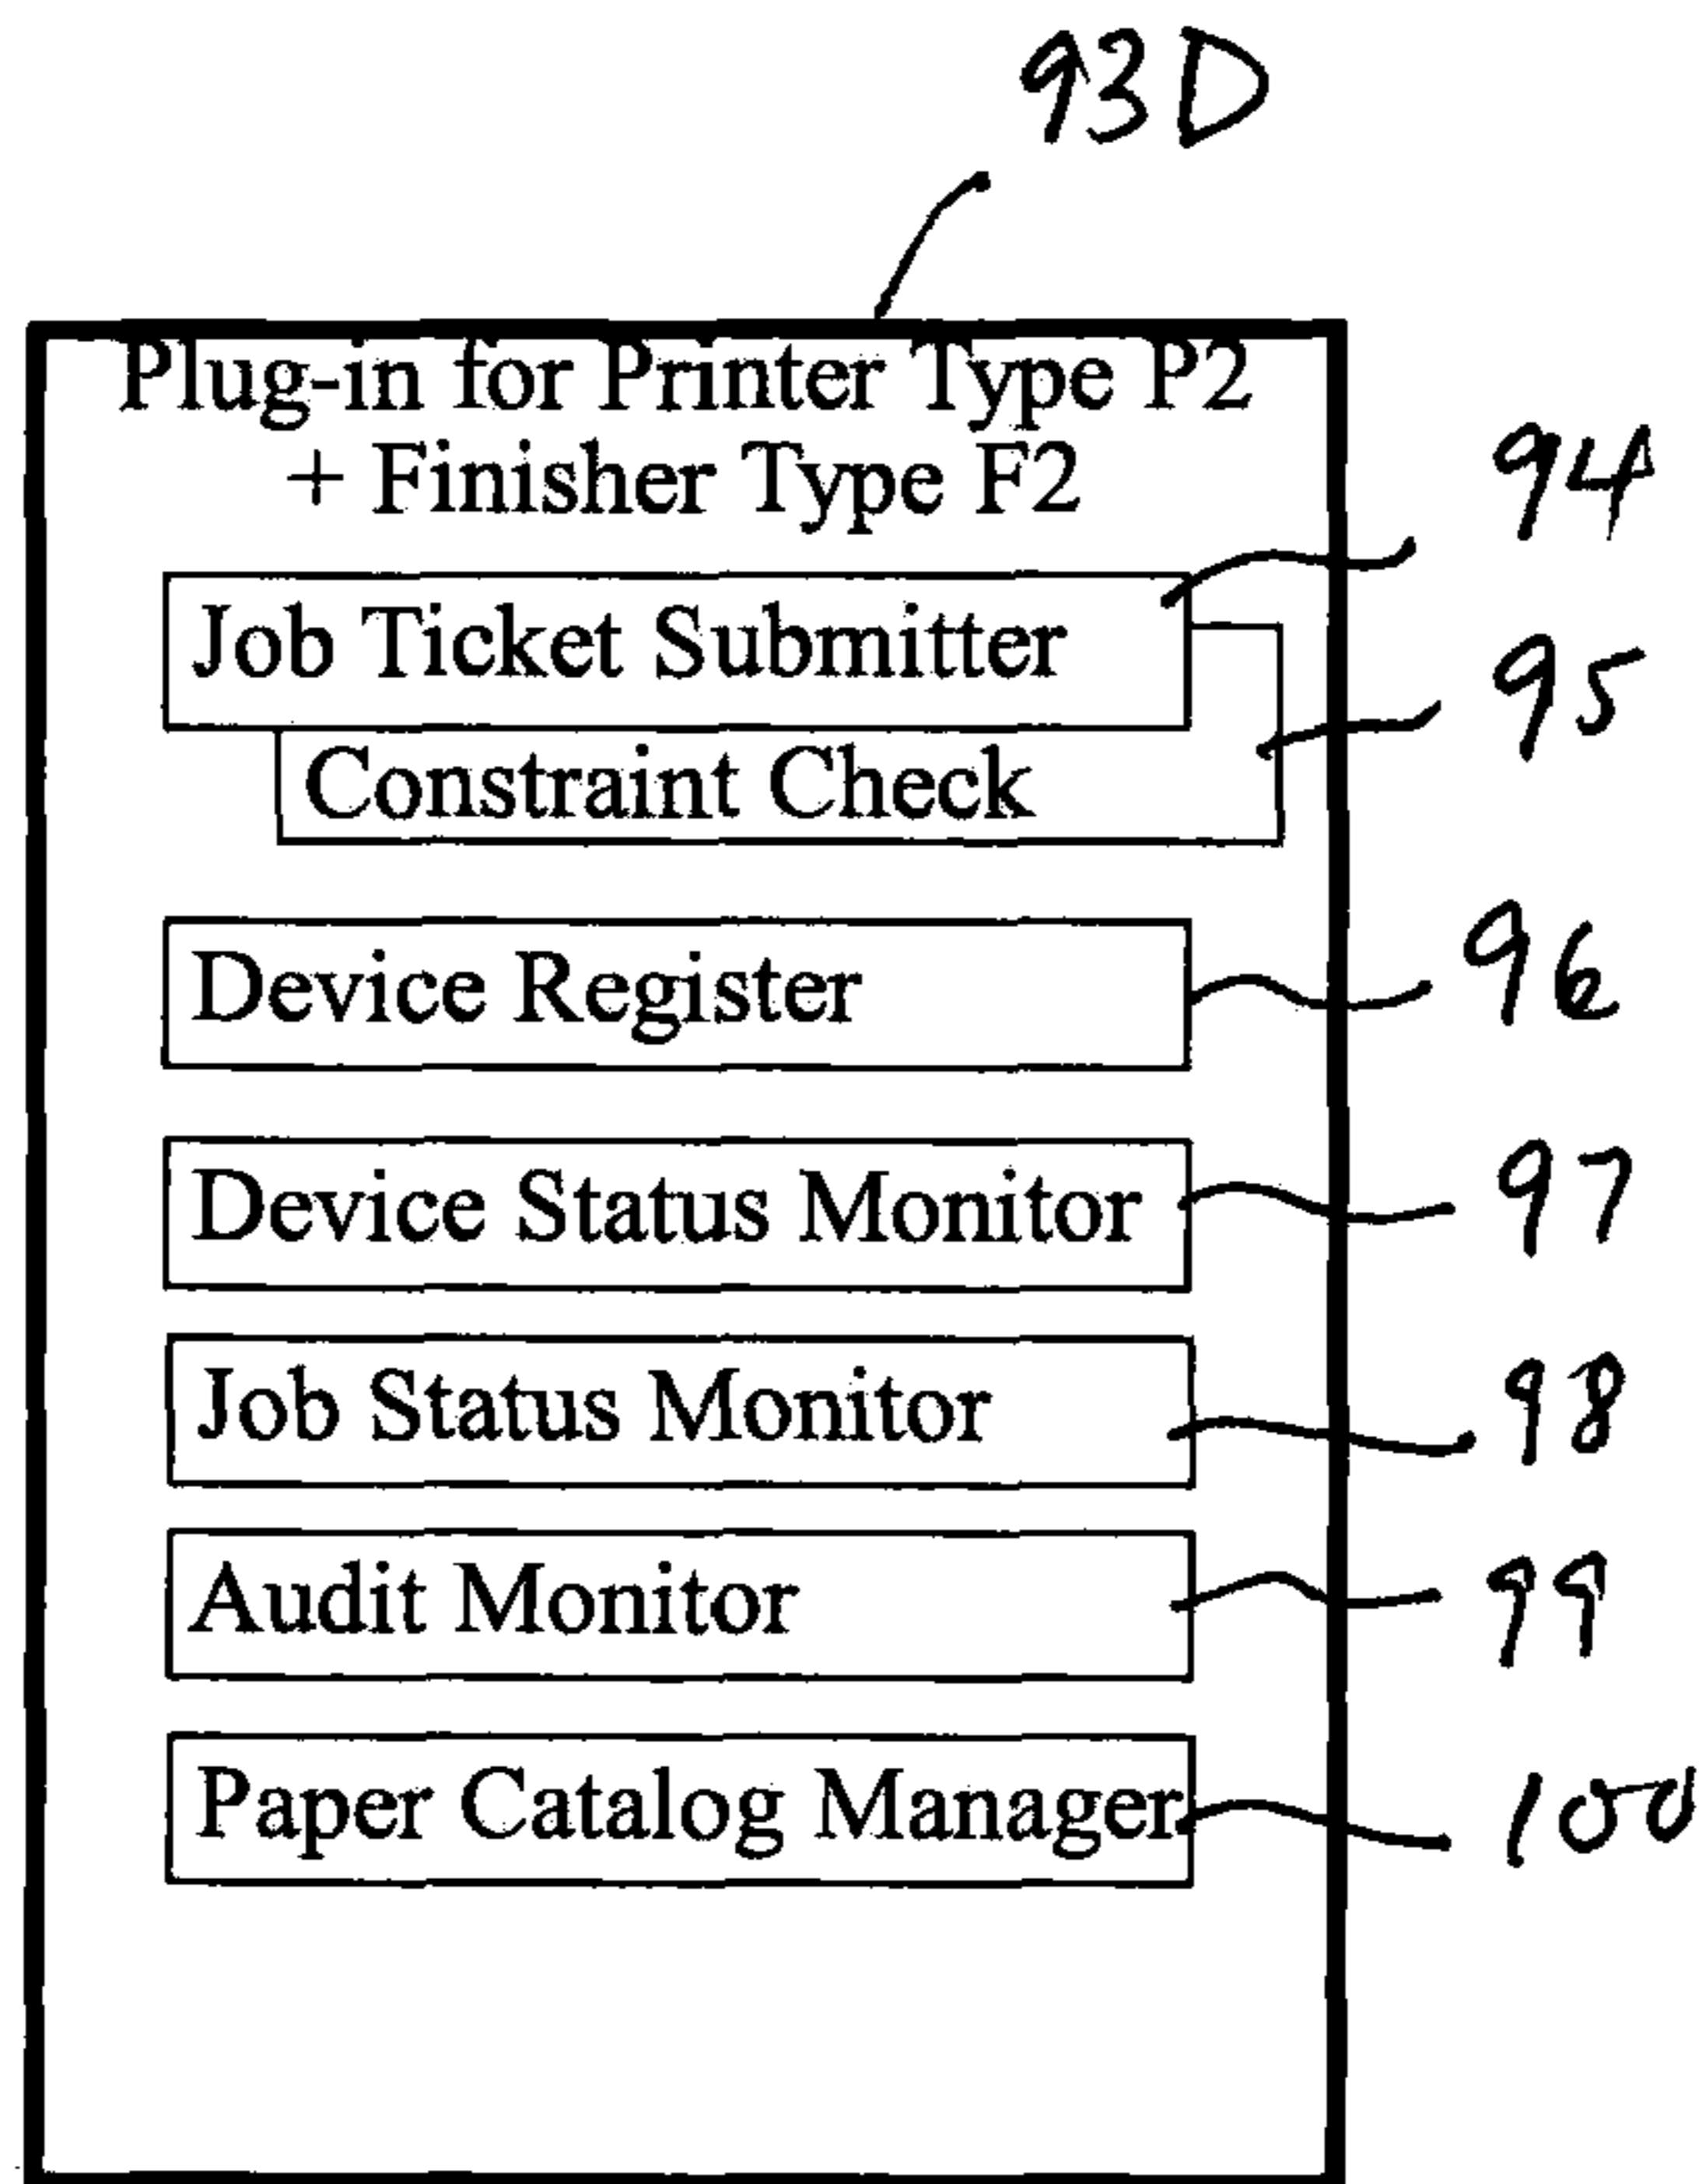 93D
Plug-in for Printer Type P2
+ Finisher Type F2
94
Job Ticket Submitter
95
Constraint Check
96
Device Register
97
Device Status Monitor
98
Job Status Monitor
99
Audit Monitor
100
Paper Catalog Manager